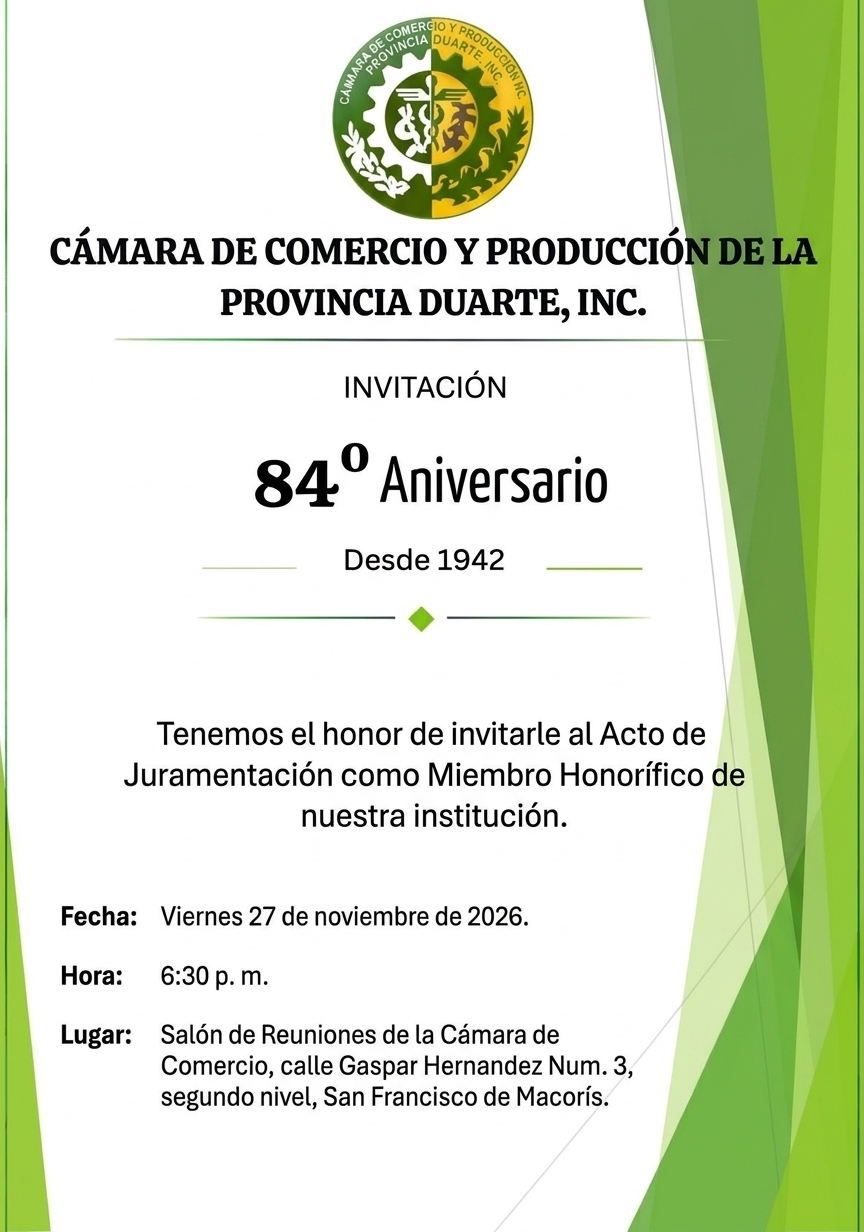 CÁMARA DE COMERCIO Y PRODUCCIÓN INC.
PROVINCIA DUARTE, INC.
CÁMARA DE COMERCIO Y PRODUCCIÓN DE LA
PROVINCIA DUARTE, INC.
INVITACIÓN
84º Aniversario
Desde 1942
Tenemos el honor de invitarle al Acto de
Juramentación como Miembro Honorífico de
nuestra institución.
Fecha: Viernes 27 de noviembre de 2026.
Hora: 6:30 p. m.
Lugar: Salón de Reuniones de la Cámara de
Comercio, calle Gaspar Hernandez Num. 3,
segundo nivel, San Francisco de Macorís.